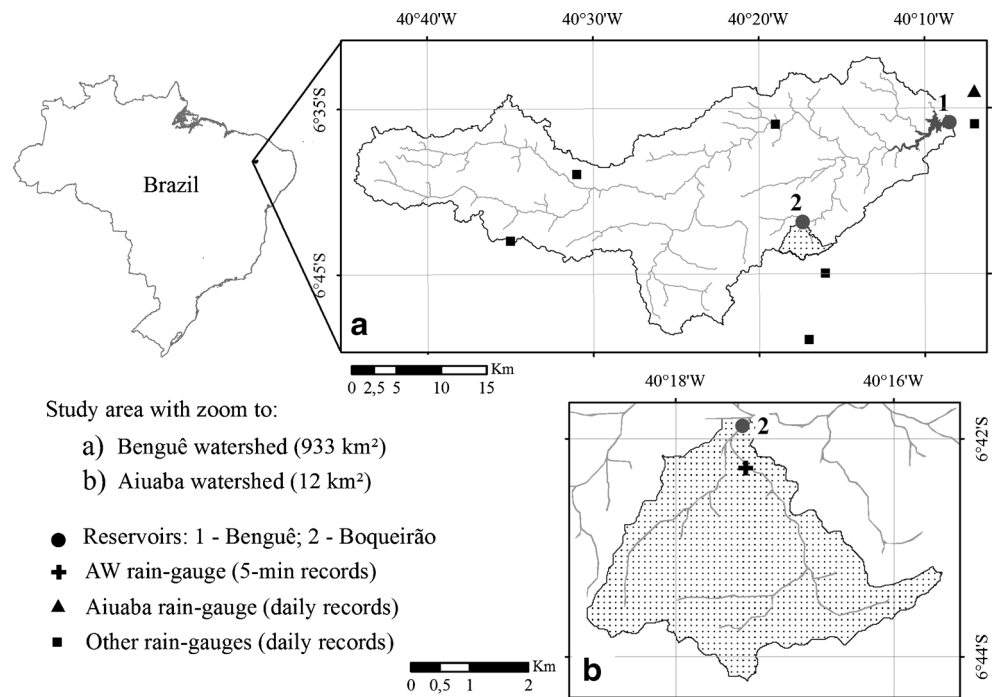 40°40'W 40°30'W 40°20'W 40°10'W
6°35'S
6°45'S
Brazil
1
2
a
Km
0 2,5 5 10 15
Study area with zoom to:
a) Benguê watershed (933 km²)
b) Aiuaba watershed (12 km²)
Reservoirs: 1 - Benguê; 2 - Boqueirão
AW rain-gauge (5-min records)
Aiuaba rain-gauge (daily records)
Other rain-gauges (daily records)
40°18'W 40°16'W
6°42'S
6°44'S
2
b
Km
0 0,5 1 2